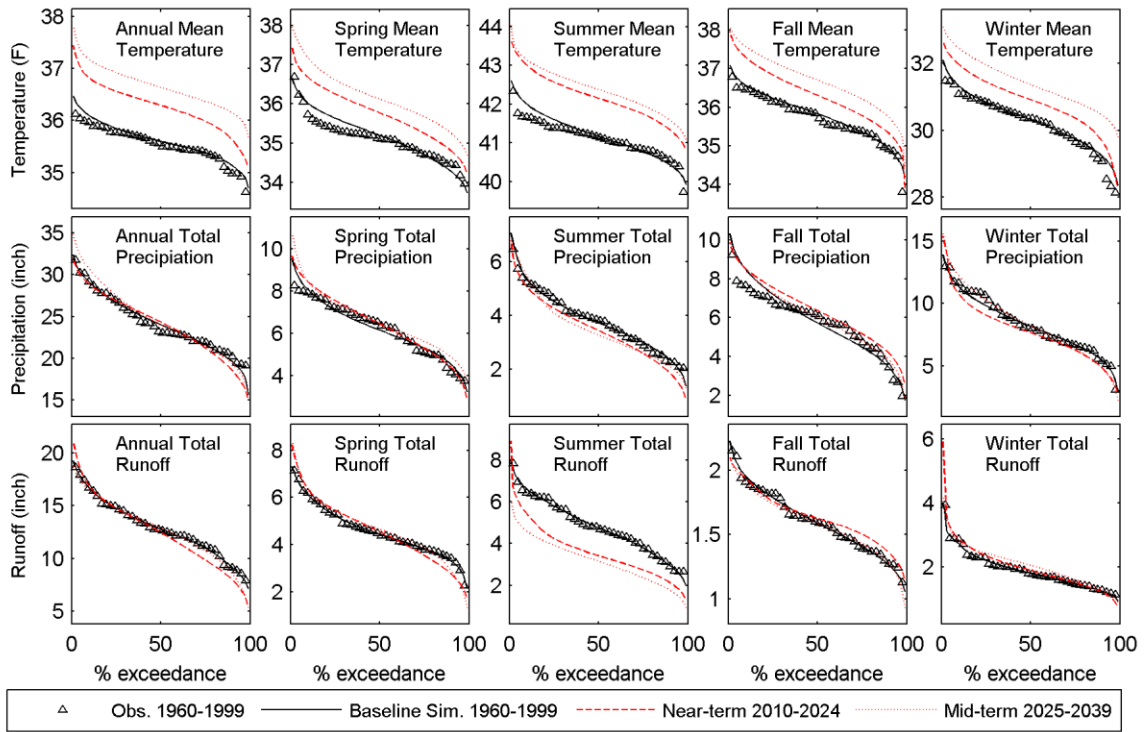 Annual Mean
Temperature
Spring Mean
Temperature
Summer Mean
Temperature
Fall Mean
Temperature
Winter Mean
Temperature
Temperature (F)
38
37
36
35
38
37
36
35
34
44
43
42
41
40
38
37
36
35
34
32
30
28
Annual Total
Precipiation
Spring Total
Precipiation
Summer Total
Precipiation
Fall Total
Precipiation
Winter Total
Precipiation
Precipitation (inch)
35
30
25
20
15
10
8
6
4
6
4
2
10
8
6
4
2
15
10
5
Annual Total
Runoff
Spring Total
Runoff
Summer Total
Runoff
Fall Total
Runoff
Winter Total
Runoff
Runoff (inch)
20
15
10
5
8
6
4
2
8
6
4
2
2
1.5
1
6
4
2
0 50 100
0 50 100
0 50 100
0 50 100
0 50 100
% exceedance
% exceedance
% exceedance
% exceedance
% exceedance
Obs. 1960-1999
Baseline Sim. 1960-1999
Near-term 2010-2024
Mid-term 2025-2039